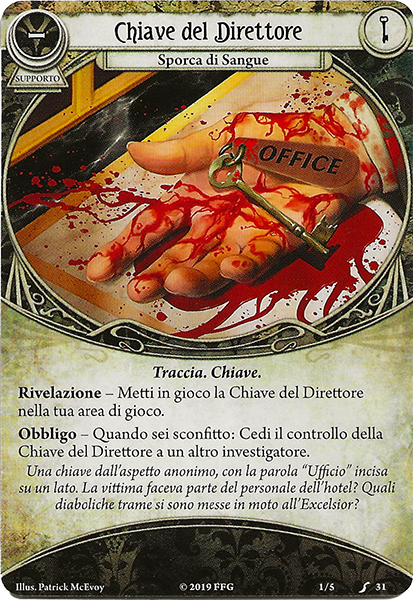 Chiave del Direttore
SUPPORTO
Sporca di Sangue
OFFICE
Traccia. Chiave.
Rivelazione – Metti in gioco la Chiave del Direttore
nella tua area di gioco.
Obbligo – Quando sei sconfitto: Cedi il controllo della
Chiave del Direttore a un altro investigatore.
Una chiave dall'aspetto anonimo, con la parola "Ufficio" incisa
su un lato. La vittima faceva parte del personale dell'hotel? Quali
diaboliche trame si sono messe in moto all'Excelsior?
Illus. Patrick McEvoy © 2019 FFG 1/5 31